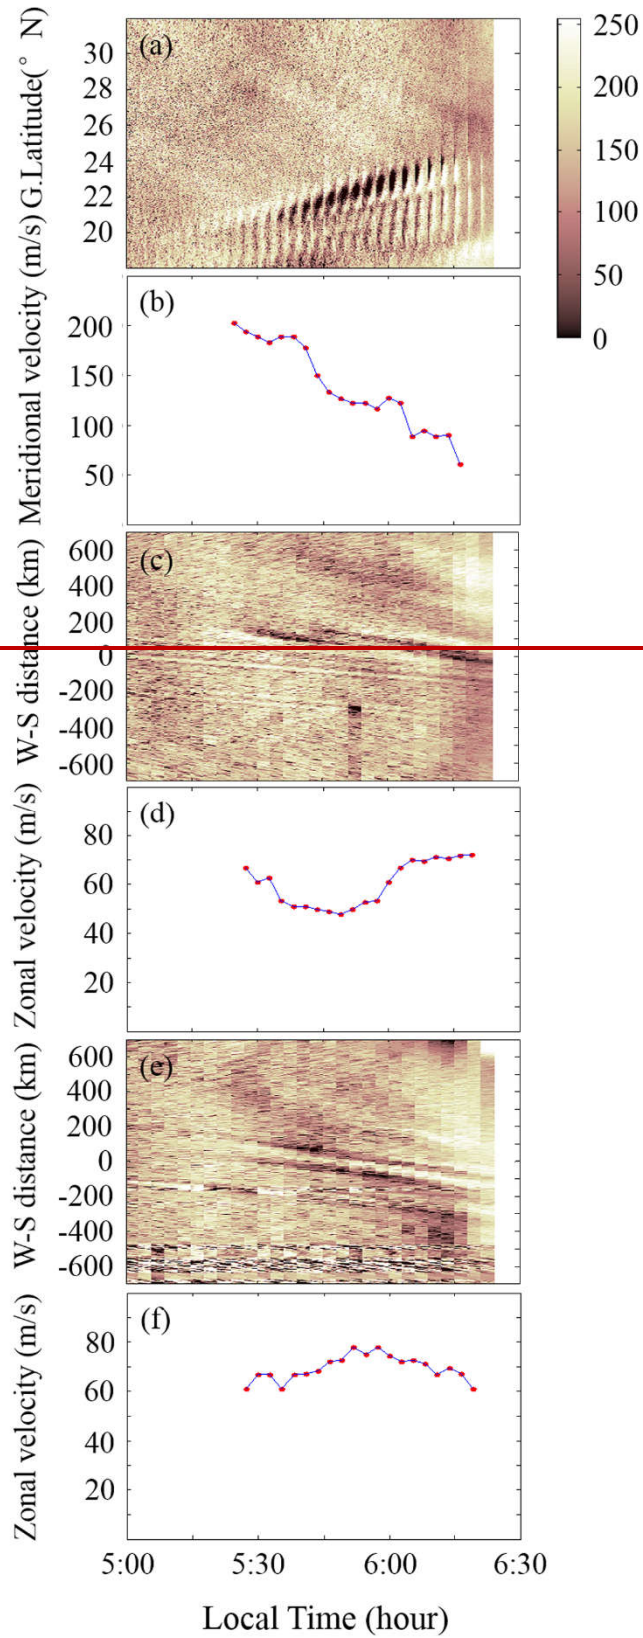 (a)
G.Latitude(° N)
32
30
28
26
24
22
20
250
200
150
100
50
0
(b)
Meridional velocity (m/s)
200
150
100
50
(c)
W-S distance (km)
600
400
200
0
-200
-400
-600
(d)
Zonal velocity (m/s)
80
60
40
20
(e)
W-S distance (km)
600
400
200
0
-200
-400
-600
(f)
Zonal velocity (m/s)
80
60
40
20
5:00 5:30 6:00 6:30
Local Time (hour)